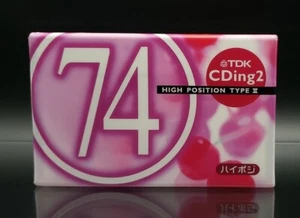 74
TDK
CDing2
HIGH POSITION TYPE II
ハイポジ